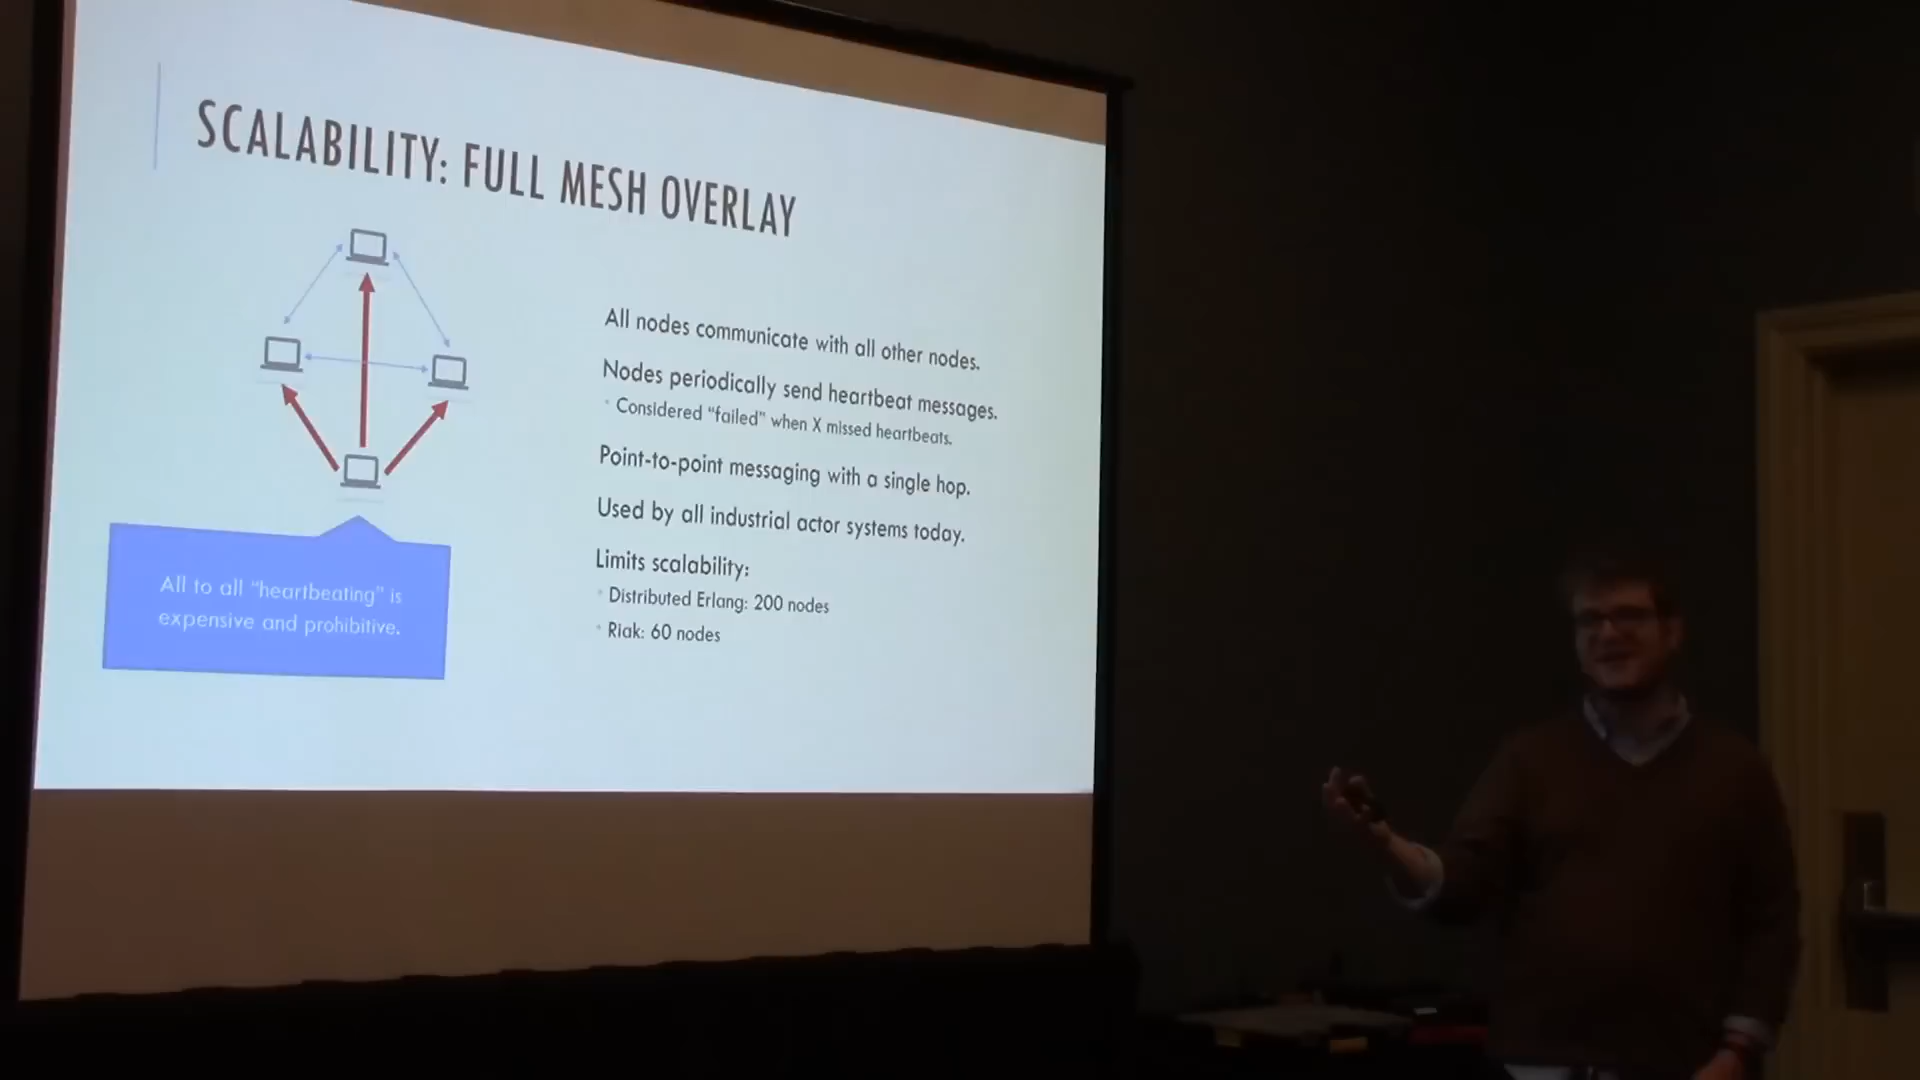 SCALABILITY: FULL MESH OVERLAY
All nodes communicate with all other nodes.
Nodes periodically send heartbeat messages.
Considered “failed” when X missed heartbeats.
Point-to-point messaging with a single hop.
Used by all industrial actor systems today.
Limits scalability:
Distributed Erlang: 200 nodes
Riak: 60 nodes
All to all “heartbeating” is
expensive and prohibitive.